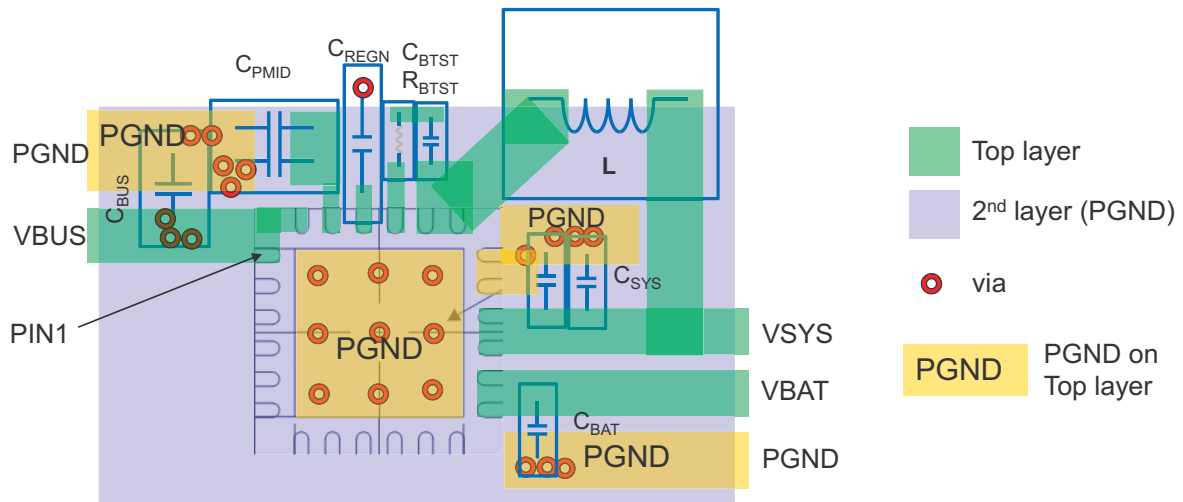 C_REGN
C_BTST
R_BTST
C_PMID
PGND
PGND
C_BUS
VBUS
PIN1
L
PGND
C_SYS
PGND
VSYS
VBAT
C_BAT
PGND
PGND
Top layer
2nd layer (PGND)
via
PGND
PGND on
Top layer